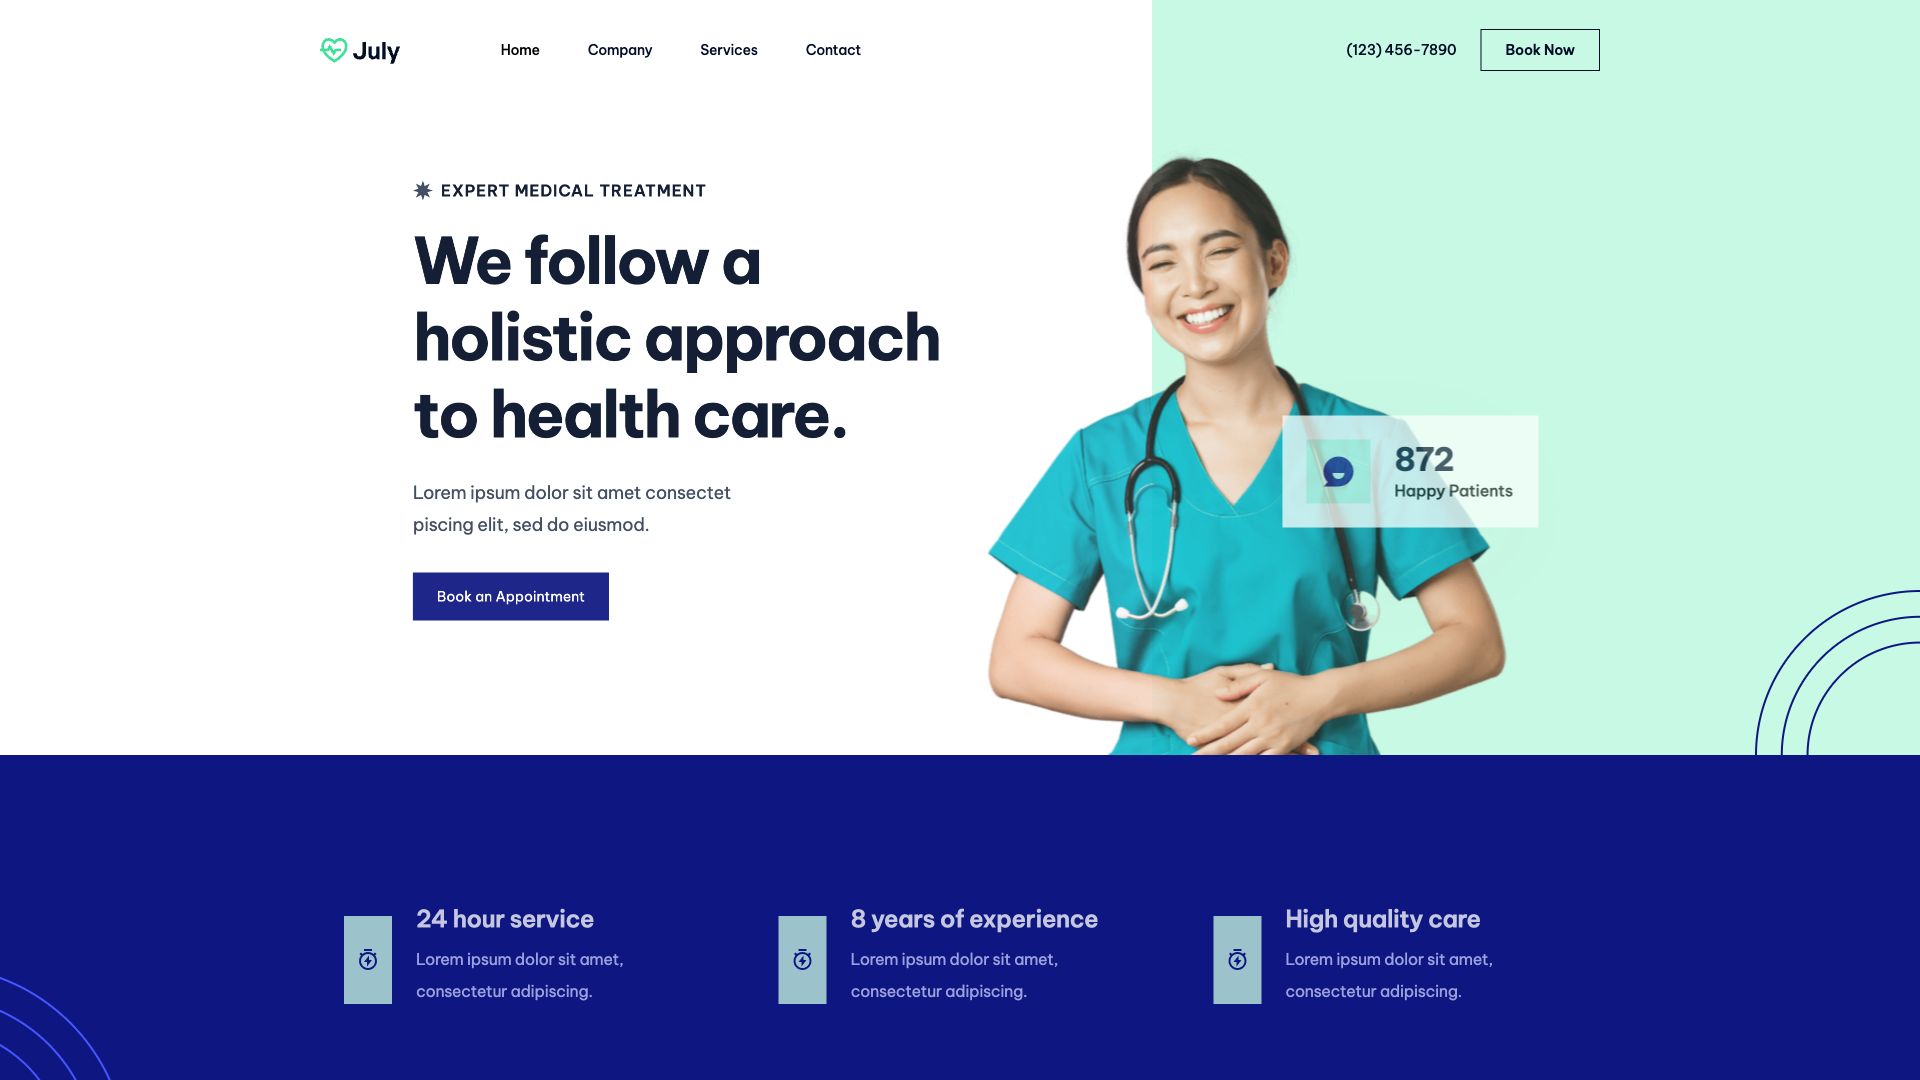 July
Home
Company
Services
Contact
(123) 456-7890
Book Now
EXPERT MEDICAL TREATMENT
We follow a
holistic approach
to health care.
Lorem ipsum dolor sit amet consectet
piscing elit, sed do eiusmod.
Book an Appointment
872
Happy Patients
24 hour service
Lorem ipsum dolor sit amet,
consectetur adipiscing.
8 years of experience
Lorem ipsum dolor sit amet,
consectetur adipiscing.
High quality care
Lorem ipsum dolor sit amet,
consectetur adipiscing.